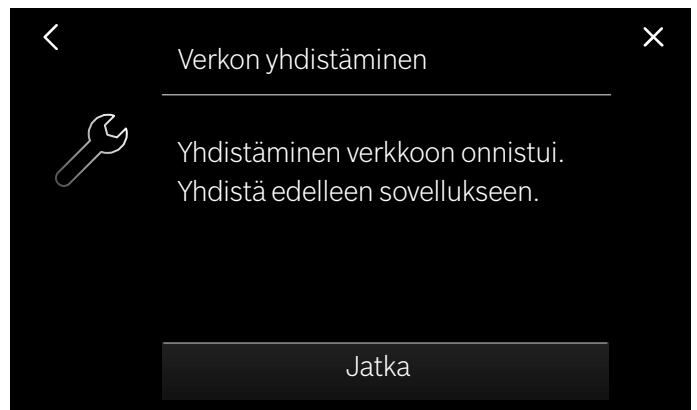 Verkon yhdistäminen
Yhdistäminen verkkoon onnistui.
Yhdistä edelleen sovellukseen.
Jatka